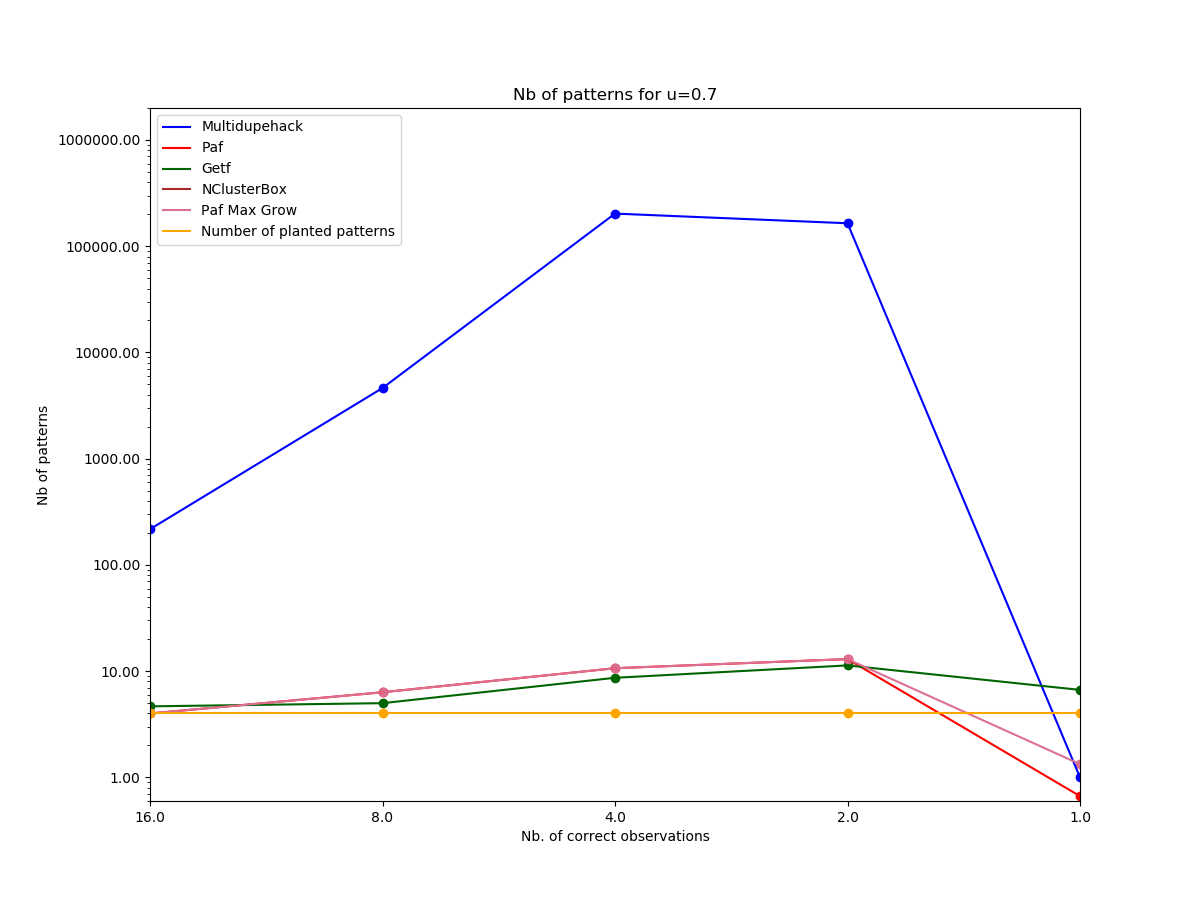 Nb of patterns for u=0.7
Multidupehack
Paf
Getf
NClusterBox
Paf Max Grow
Number of planted patterns
1000000.00
100000.00
10000.00
1000.00
100.00
10.00
1.00
Nb of patterns
16.0 8.0 4.0 2.0 1.0
Nb. of correct observations